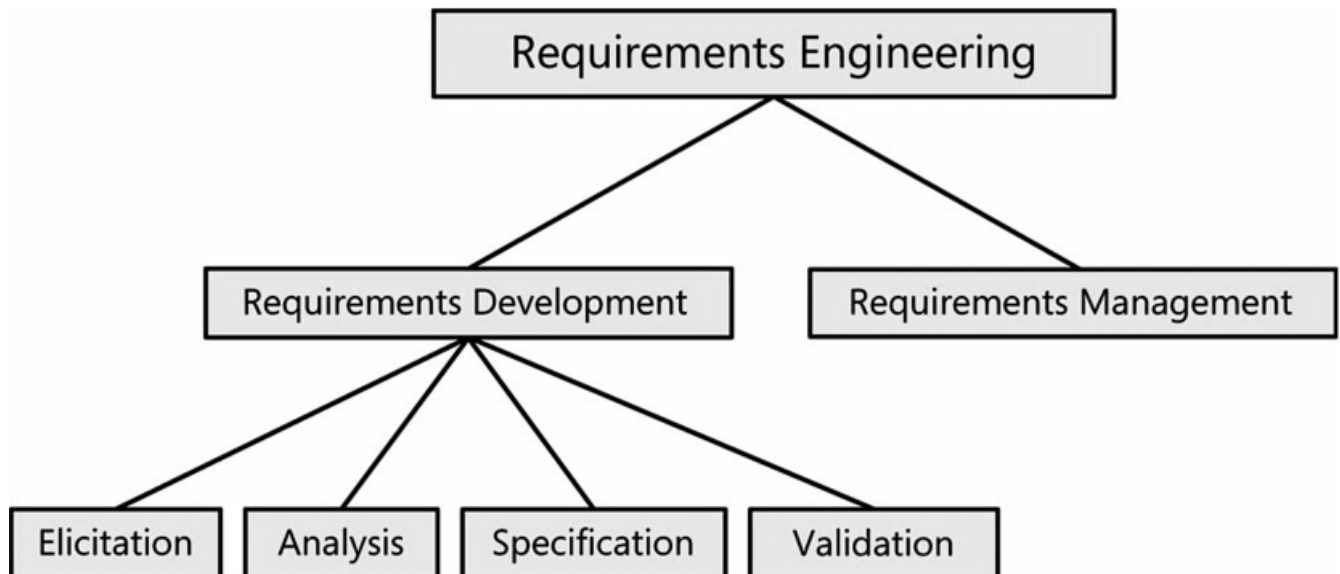 Requirements Engineering
Requirements Development
Requirements Management
Elicitation
Analysis
Specification
Validation